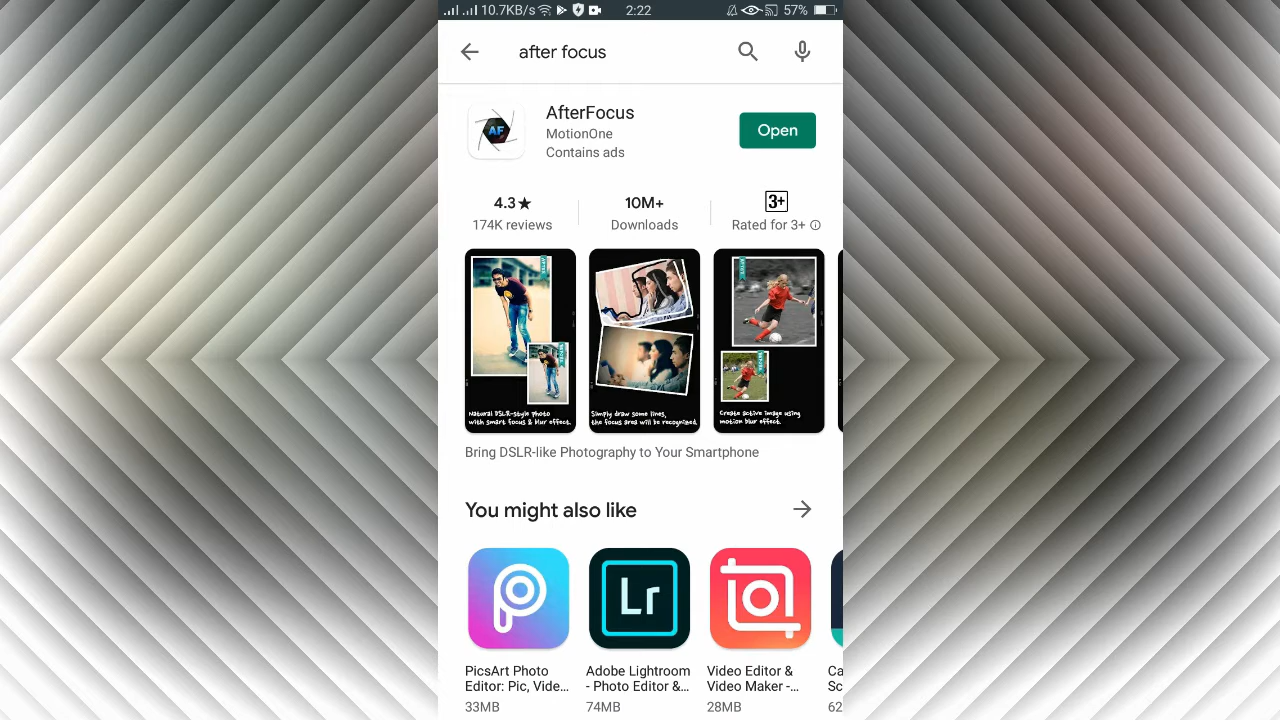 10.7KB/s 2:22 57%
after focus
AfterFocus
MotionOne
Contains ads
Open
AF
4.3★ 10M+ 3+
174K reviews Downloads Rated for 3+
Natural DSLR-style photo
with smart focus & blur effect.
Simply draw some lines,
the focus area will be recognized.
Create active image using
motion blur effect.
Bring DSLR-like Photography to Your Smartphone
You might also like
Lr
PicsArt Photo
Editor: Pic, Vide...
33MB
Adobe Lightroom
- Photo Editor &...
74MB
Video Editor &
Video Maker -...
28MB
Ca
Sc
62